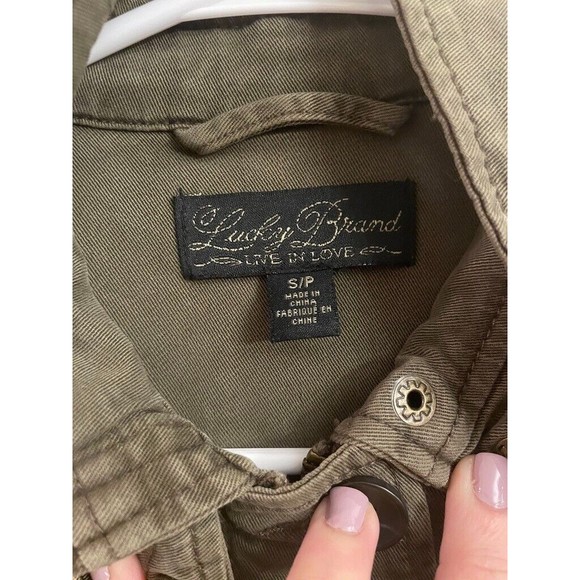 Lucky Brand
LIVE IN LOVE
S/P
MADE IN
CHINA
FABRIQUÉ EN
CHINE